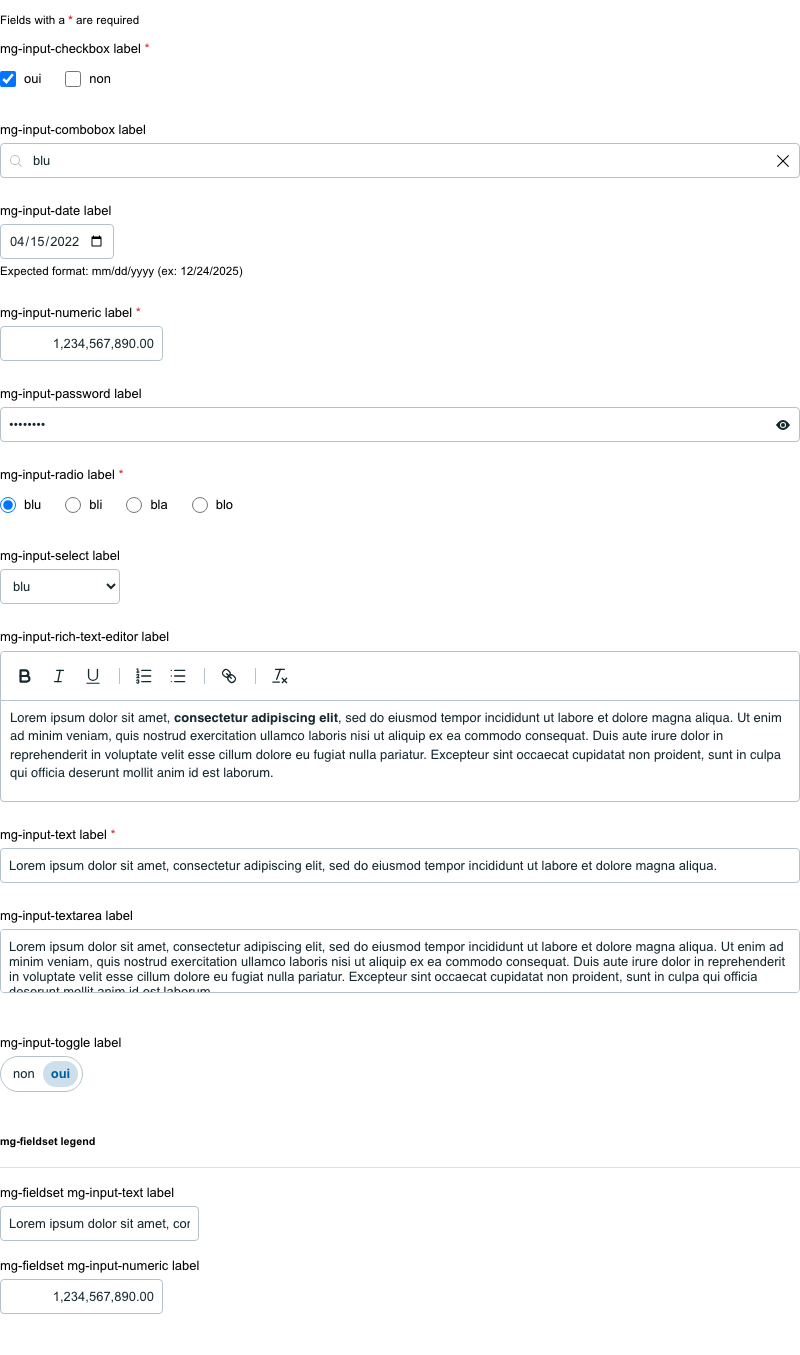 Fields with a * are required
mg-input-checkbox label *
oui non
mg-input-combobox label
blu
mg-input-date label
04/15/2022
Expected format: mm/dd/yyyy (ex: 12/24/2025)
mg-input-numeric label *
1,234,567,890.00
mg-input-password label
••••••••
mg-input-radio label *
blu bli bla blo
mg-input-select label
blu
mg-input-rich-text-editor label
Lorem ipsum dolor sit amet, consectetur adipiscing elit, sed do eiusmod tempor incididunt ut labore et dolore magna aliqua. Ut enim
ad minim veniam, quis nostrud exercitation ullamco laboris nisi ut aliquip ex ea commodo consequat. Duis aute irure dolor in
reprehenderit in voluptate velit esse cillum dolore eu fugiat nulla pariatur. Excepteur sint occaecat cupidatat non proident, sunt in culpa
qui officia deserunt mollit anim id est laborum.
mg-input-text label *
Lorem ipsum dolor sit amet, consectetur adipiscing elit, sed do eiusmod tempor incididunt ut labore et dolore magna aliqua.
mg-input-textarea label
Lorem ipsum dolor sit amet, consectetur adipiscing elit, sed do eiusmod tempor incididunt ut labore et dolore magna aliqua. Ut enim ad
minim veniam, quis nostrud exercitation ullamco laboris nisi ut aliquip ex ea commodo consequat. Duis aute irure dolor in reprehenderit
in voluptate velit esse cillum dolore eu fugiat nulla pariatur. Excepteur sint occaecat cupidatat non proident, sunt in culpa qui officia
deserunt mollit anim id est laborum.
mg-input-toggle label
non oui
mg-fieldset legend
mg-fieldset mg-input-text label
Lorem ipsum dolor sit amet, cor
mg-fieldset mg-input-numeric label
1,234,567,890.00